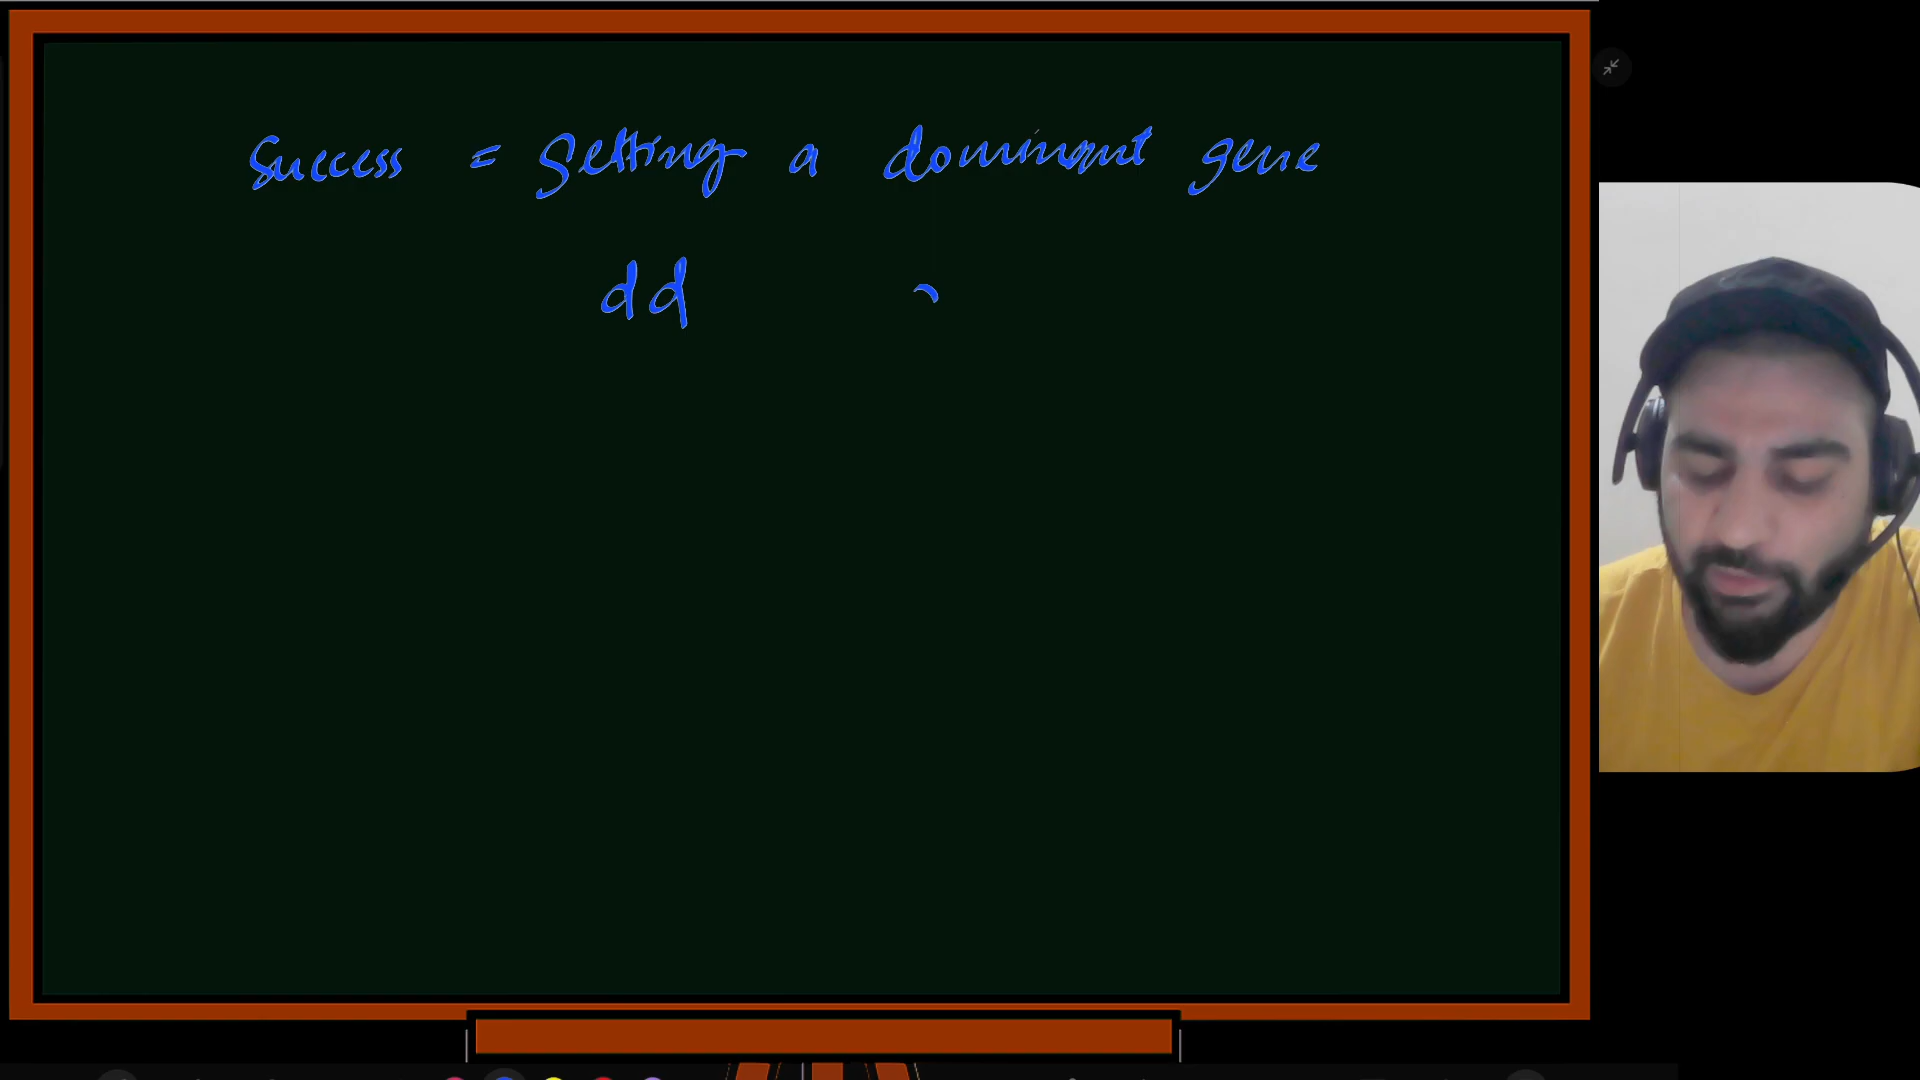 Success = Getting a dominant gene
dd